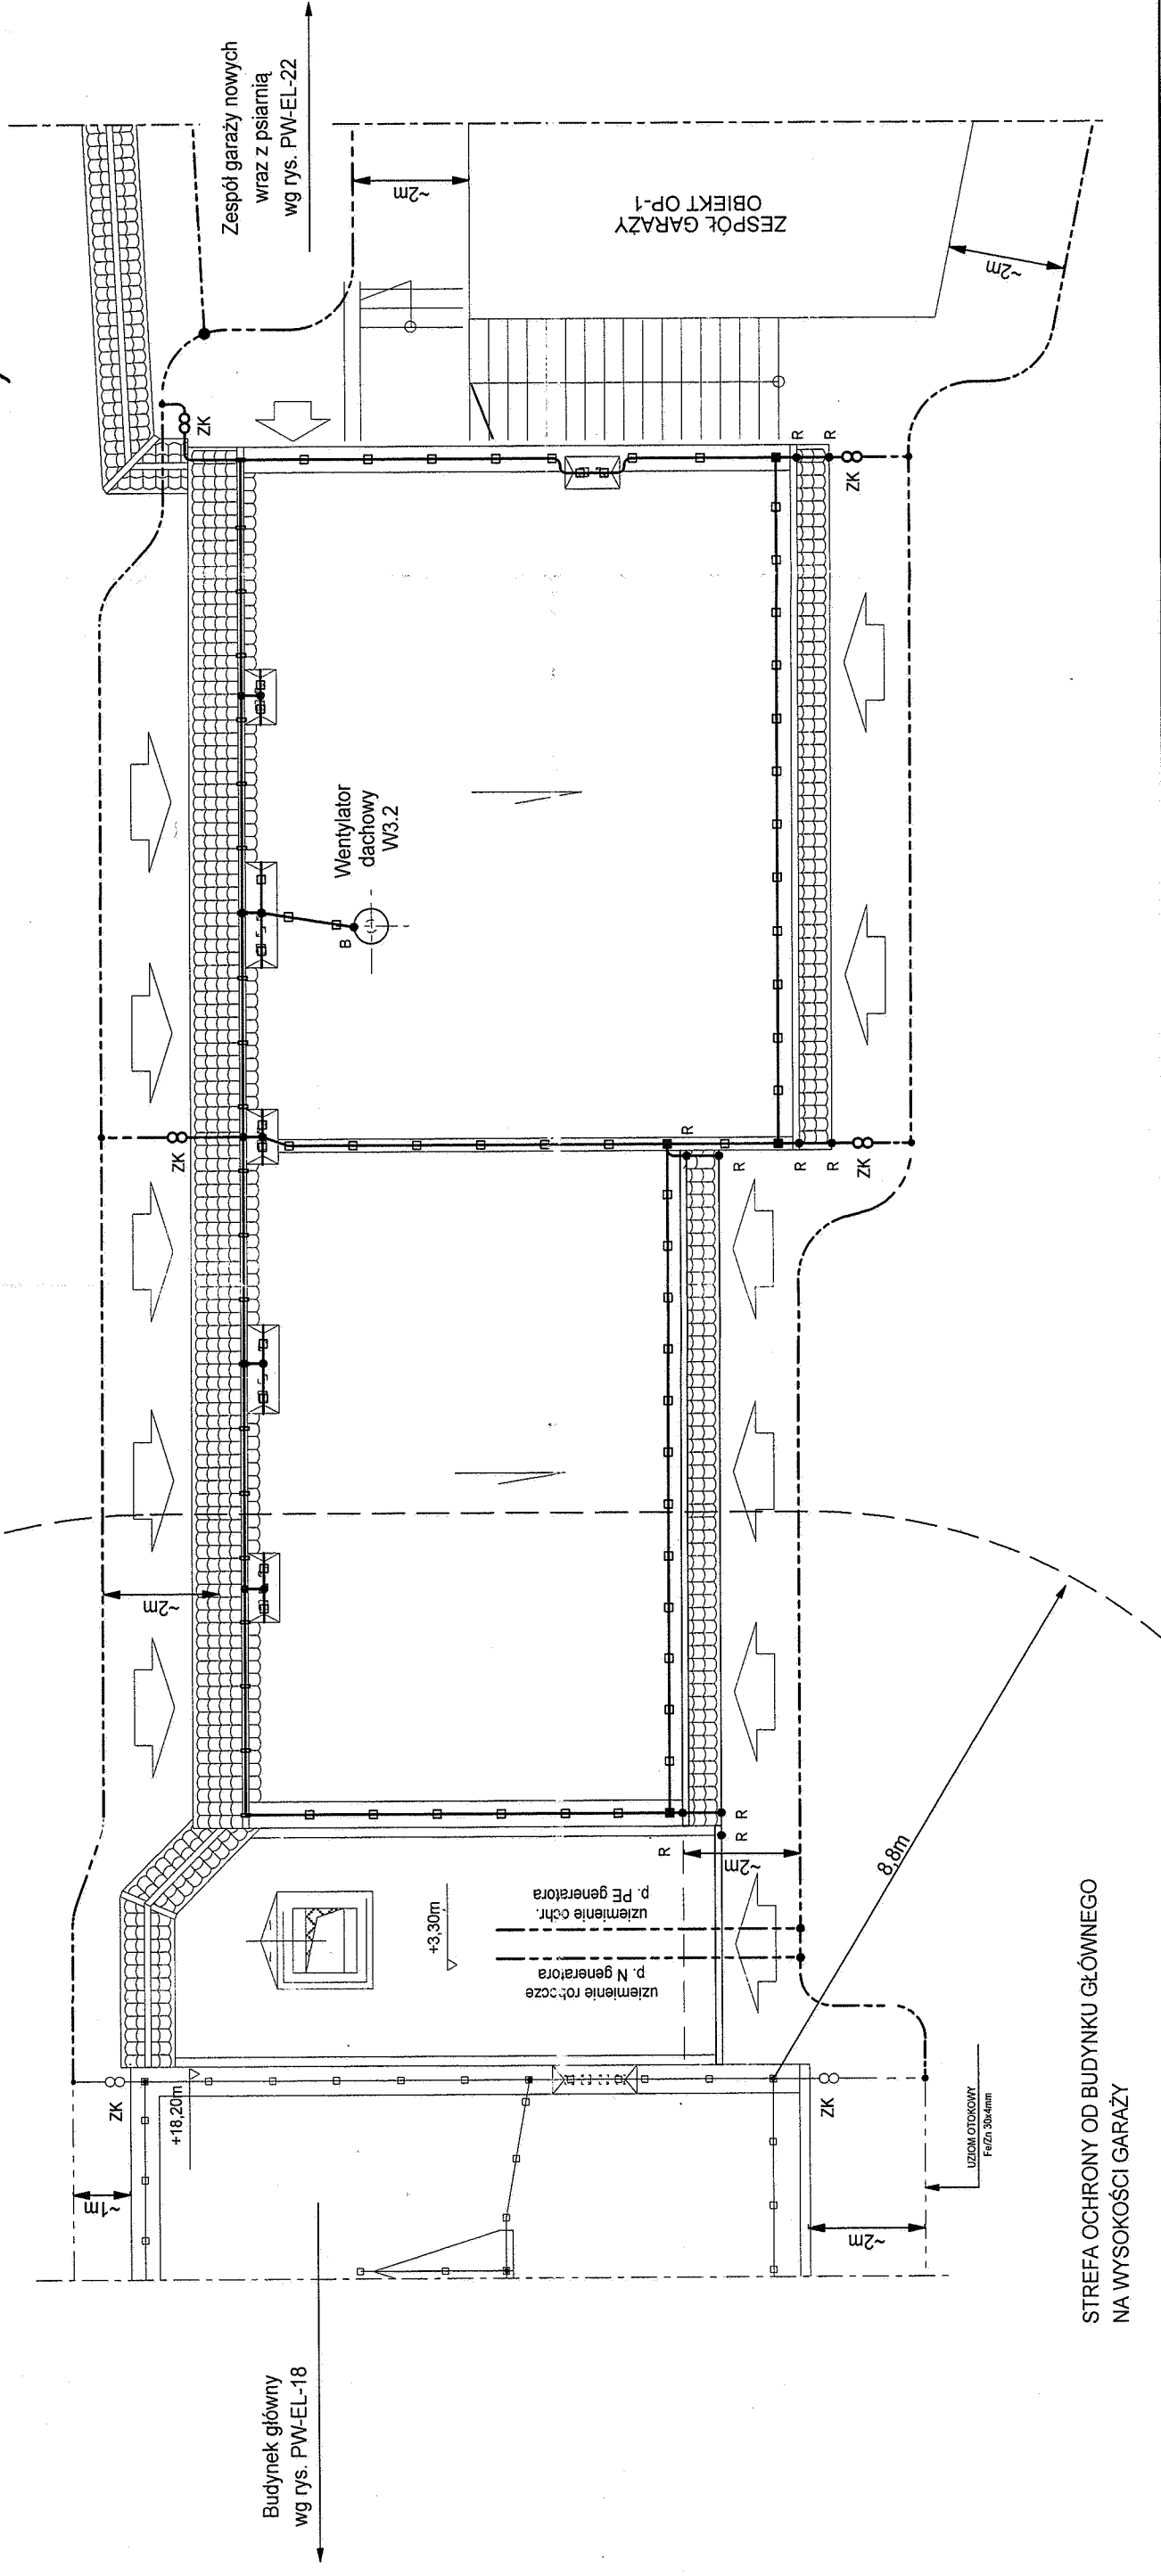 Zespół garaży nowych
wraz z psiarnią
wg rys. PW-EL-22
~2m
ZESPÓŁ GARAŻY
OBIEKT OP-1
~2m
ZK
R
R
ZK
Wentylator
dachowy
W3.2
B
ZK
R
R
R
R
ZK
~2m
R
R
R
~2m
8,8m
uziemienie ochr.
p. PE generatora
+3,30m
uziemienie robocze
p. N generatora
ZK
+18,20m
ZK
~1m
~2m
UZIOM OTOKOWY
Fe/Zn 30x4mm
Budynek główny
wg rys. PW-EL-18
STREFA OCHRONY OD BUDYNKU GŁÓWNEGO
NA WYSOKOŚCI GARAŻY